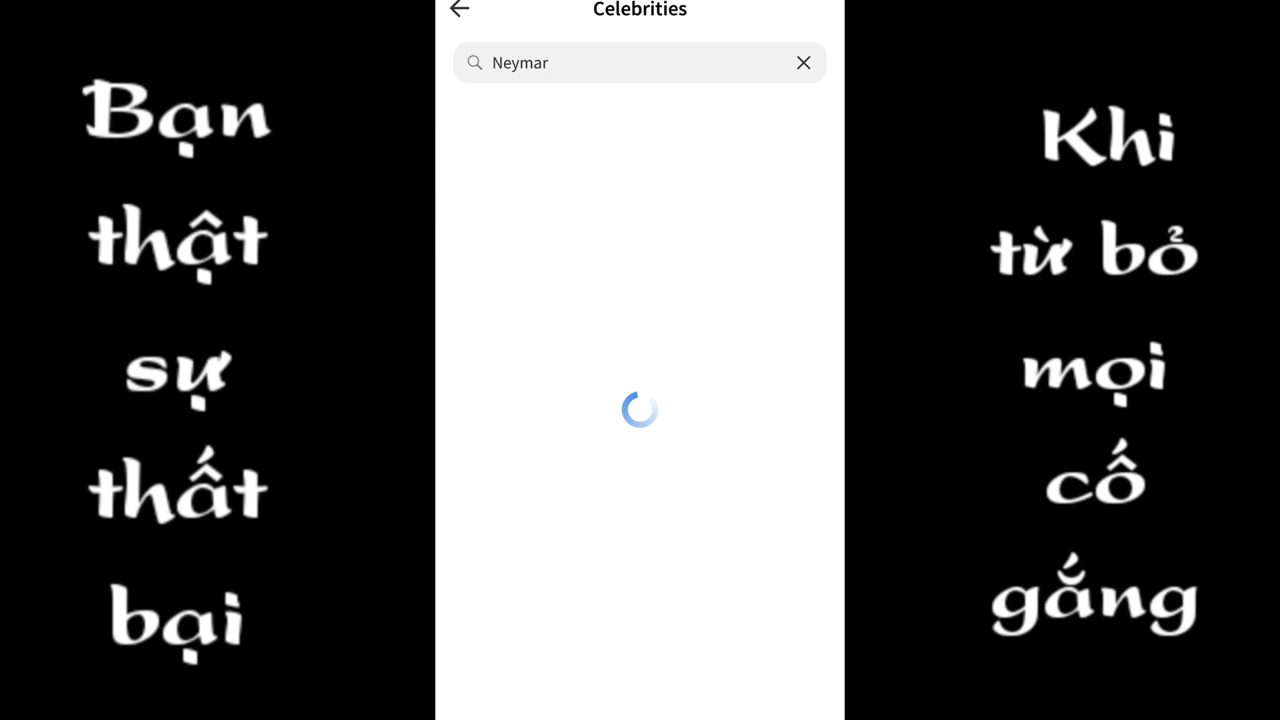 Bạn
thật
sự
thất
bại
Celebrities
Neymar
Khi
từ bỏ
mọi
cố
gắng